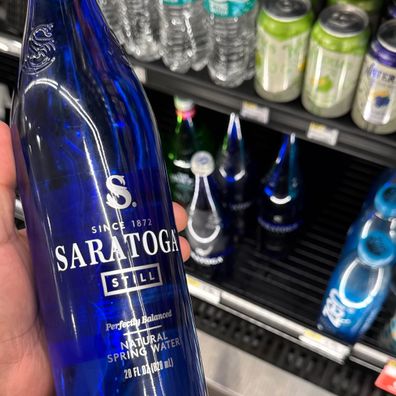 S
S.
SINCE 1872
SARATOGA
STILL
Perfectly Balanced
NATURAL
SPRING WATER
28 FL OZ (828 mL)